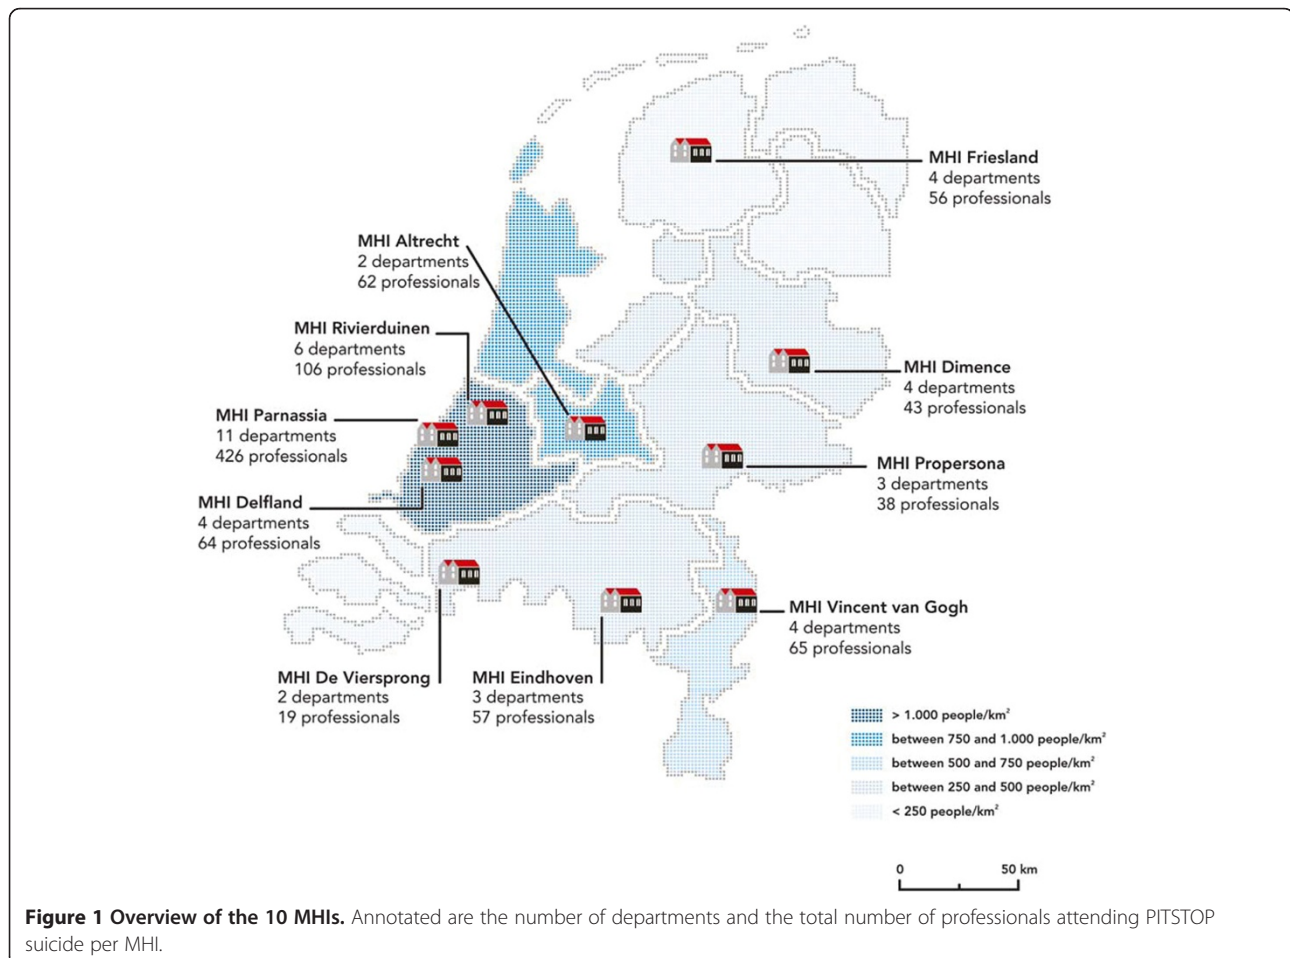 MHI Friesland
4 departments
56 professionals
MHI Altrecht
2 departments
62 professionals
MHI Rivierduinen
6 departments
106 professionals
MHI Dimence
4 departments
43 professionals
MHI Parnassia
11 departments
426 professionals
MHI Propersona
3 departments
38 professionals
MHI Delfland
4 departments
64 professionals
MHI Vincent van Gogh
4 departments
65 professionals
MHI De Viersprong
2 departments
19 professionals
MHI Eindhoven
3 departments
57 professionals
> 1.000 people/km²
between 750 and 1.000 people/km²
between 500 and 750 people/km²
between 250 and 500 people/km²
< 250 people/km²
0 50 km
Figure 1 Overview of the 10 MHIs. Annotated are the number of departments and the total number of professionals attending PITSTOP
suicide per MHI.